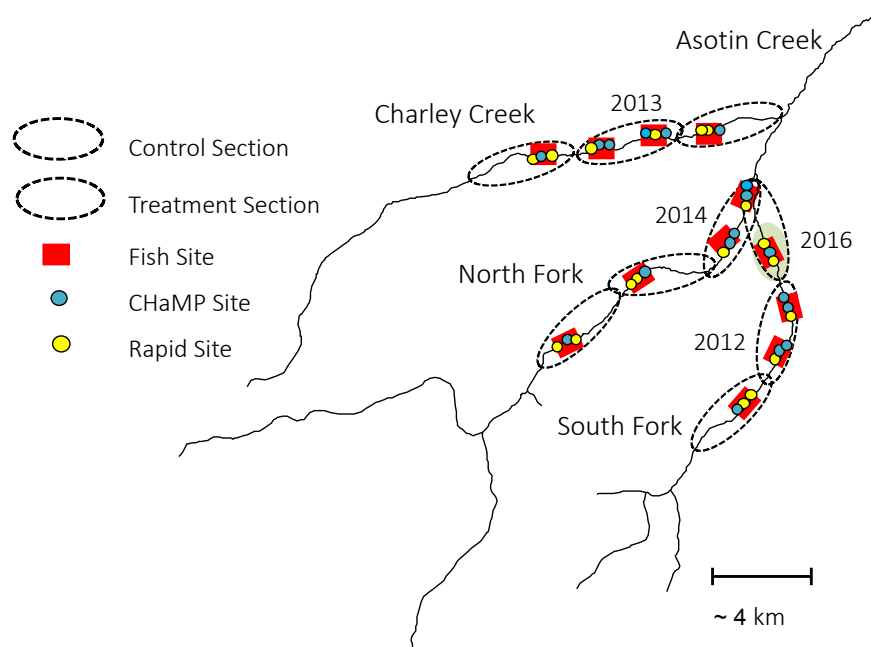 Asotin Creek
Charley Creek
2013
Control Section
Treatment Section
2014
2016
Fish Site
North Fork
CHaMP Site
Rapid Site
2012
South Fork
~ 4 km